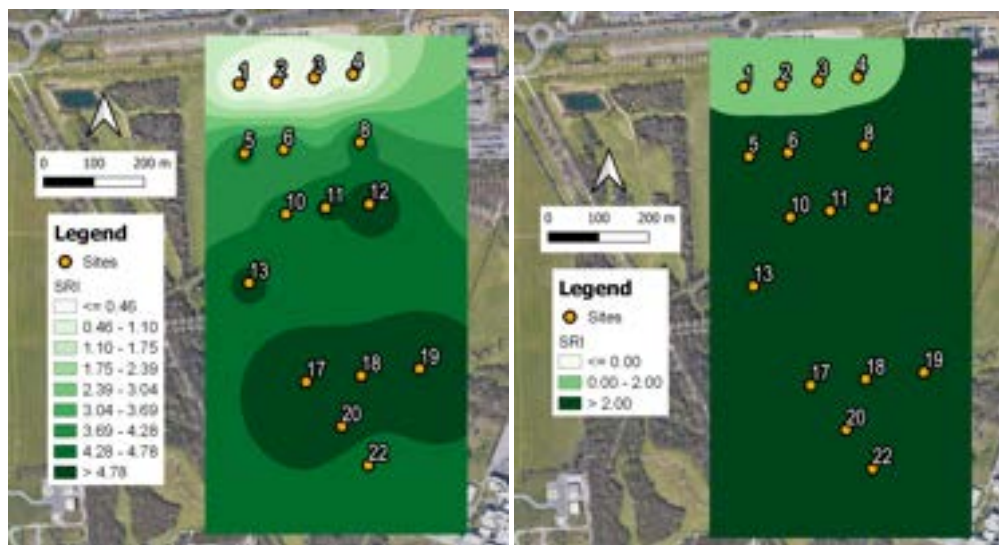 1 2 3 4
5 6 8
10 11 12
13
17 18 19
20
22
0 100 200 m
Legend
Sites
SRI
<= 0.46
0.46 - 1.10
1.10 - 1.75
1.75 - 2.39
2.39 - 3.04
3.04 - 3.69
3.69 - 4.28
4.28 - 4.78
> 4.78
1 2 3 4
5 6 8
10 11 12
13
17 18 19
20
22
0 100 200 m
Legend
Sites
SRI
<= 0.00
0.00 - 2.00
> 2.00